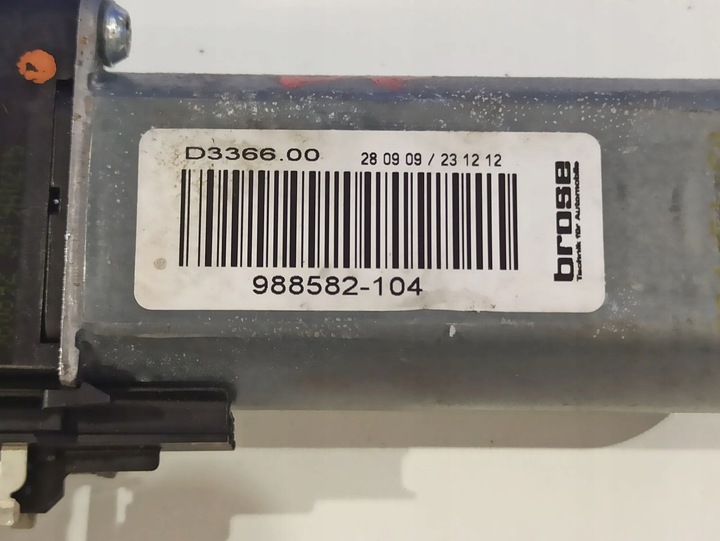 D3366.00 28 09 09 / 23 12 12
988582-104
brose
Technik für Automobile